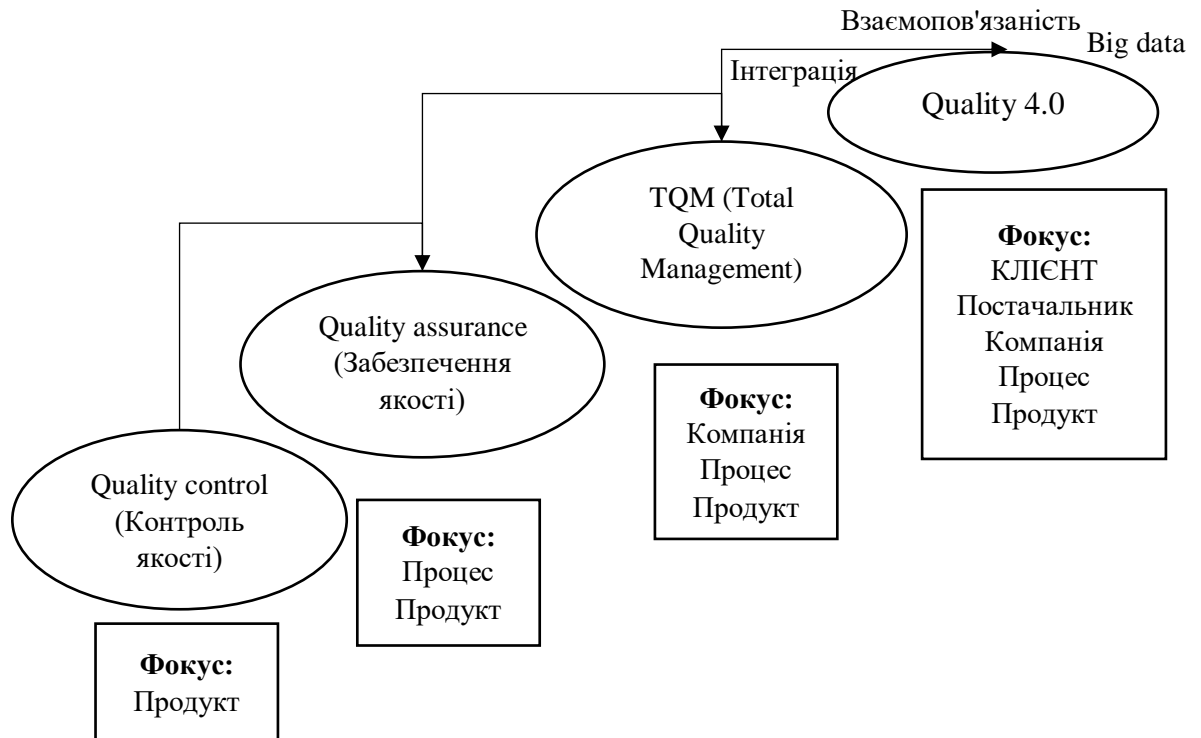 Взаємопов'язаність
Big data
Інтеграція
Quality 4.0
TQM (Total
Quality
Management)
Фокус:
КЛІЄНТ
Постачальник
Компанія
Процес
Продукт
Quality assurance
(Забезпечення
якості)
Фокус:
Компанія
Процес
Продукт
Quality control
(Контроль
якості)
Фокус:
Процес
Продукт
Фокус:
Продукт